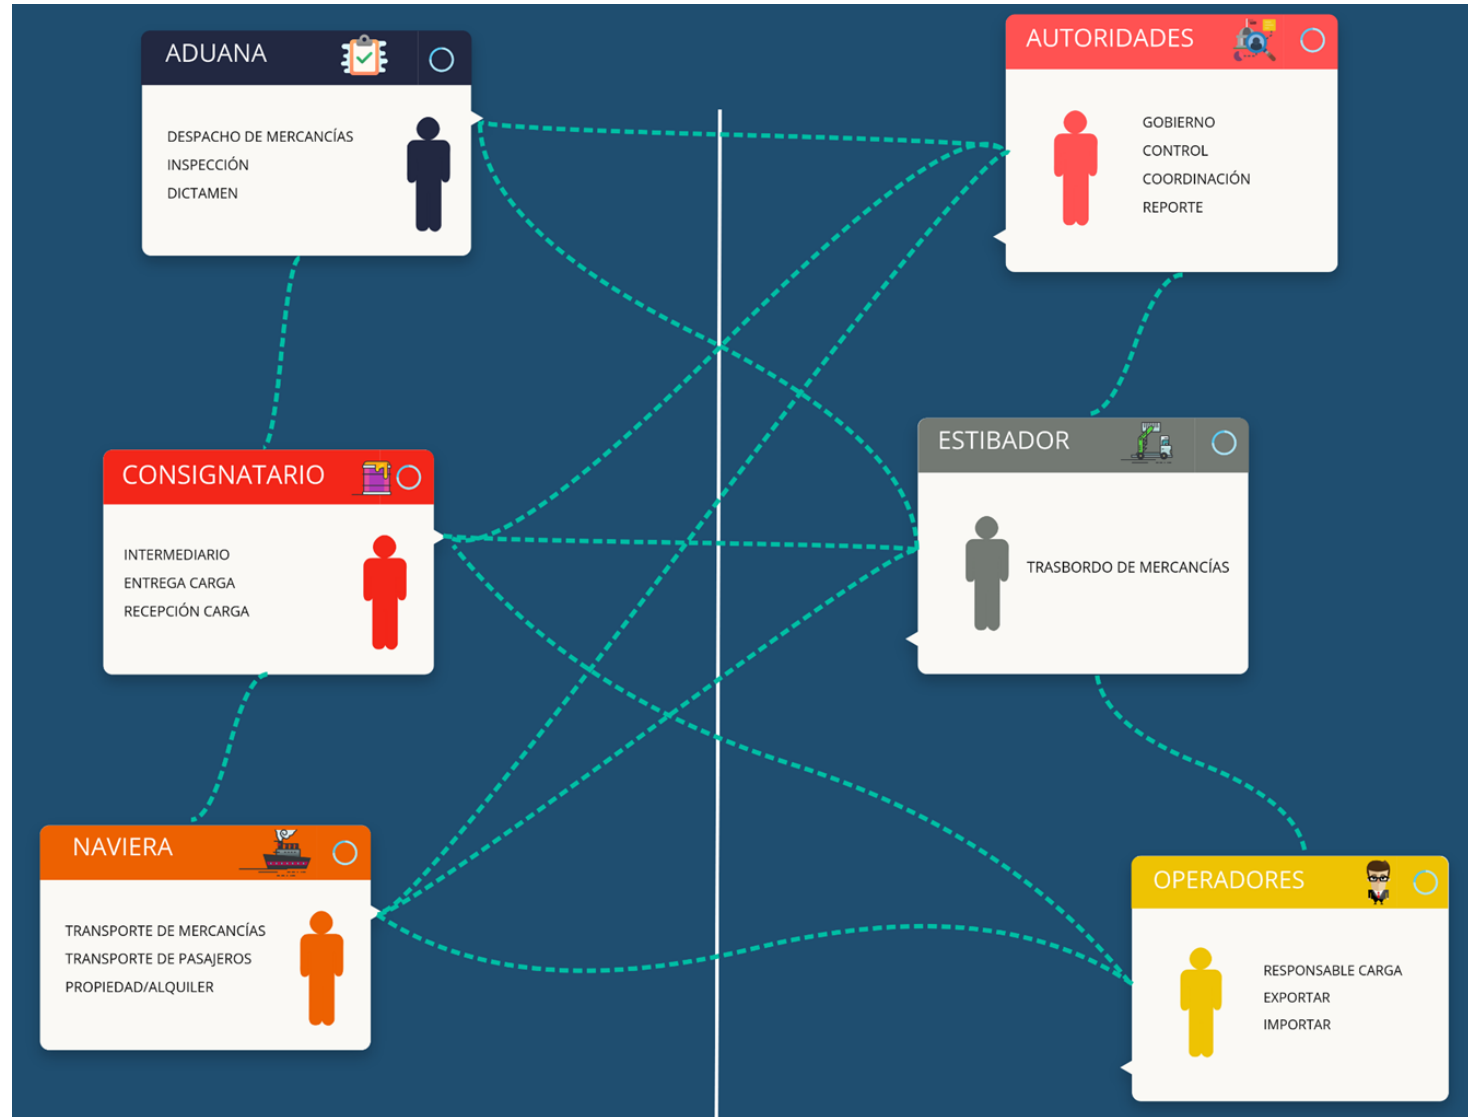 ADUANA
DESPACHO DE MERCANCÍAS
INSPECCIÓN
DICTAMEN
AUTORIDADES
GOBIERNO
CONTROL
COORDINACIÓN
REPORTE
CONSIGNATARIO
INTERMEDIARIO
ENTREGA CARGA
RECEPCIÓN CARGA
ESTIBADOR
TRASBORDO DE MERCANCÍAS
NAVIERA
TRANSPORTE DE MERCANCÍAS
TRANSPORTE DE PASAJEROS
PROPIEDAD/ALQUILER
OPERADORES
RESPONSABLE CARGA
EXPORTAR
IMPORTAR